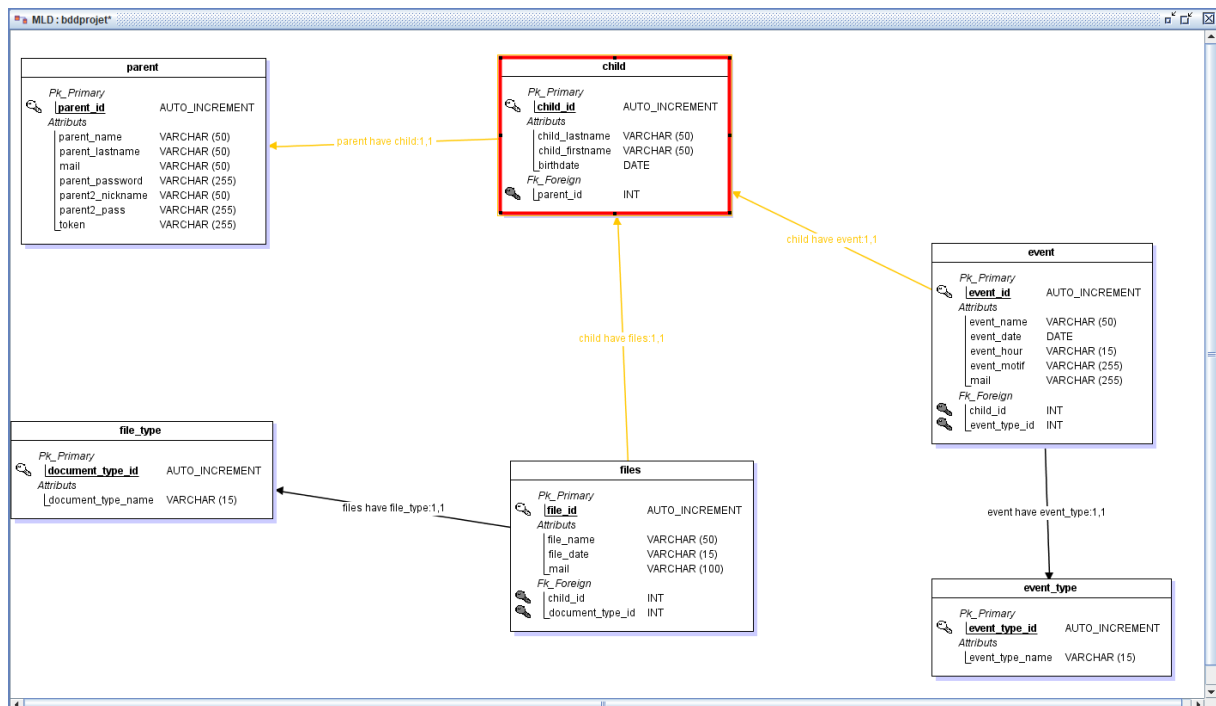 MLD : bddprojet*
parent
Pk_Primary
parent_id AUTO_INCREMENT
Attributs
parent_name VARCHAR (50)
parent_lastname VARCHAR (50)
mail VARCHAR (50)
parent_password VARCHAR (255)
parent2_nickname VARCHAR (50)
parent2_pass VARCHAR (255)
token VARCHAR (255)
parent have child:1,1
child
Pk_Primary
child_id AUTO_INCREMENT
Attributs
child_lastname VARCHAR (50)
child_firstname VARCHAR (50)
birthdate DATE
Fk_Foreign
parent_id INT
child have event:1,1
event
Pk_Primary
event_id AUTO_INCREMENT
Attributs
event_name VARCHAR (50)
event_date DATE
event_hour VARCHAR (15)
event_motif VARCHAR (255)
mail VARCHAR (255)
Fk_Foreign
child_id INT
event_type_id INT
child have files:1,1
file_type
Pk_Primary
document_type_id AUTO_INCREMENT
Attributs
document_type_name VARCHAR (15)
files have file_type:1,1
files
Pk_Primary
file_id AUTO_INCREMENT
Attributs
file_name VARCHAR (50)
file_date VARCHAR (15)
mail VARCHAR (100)
Fk_Foreign
child_id INT
document_type_id INT
event have event_type:1,1
event_type
Pk_Primary
event_type_id AUTO_INCREMENT
Attributs
event_type_name VARCHAR (15)